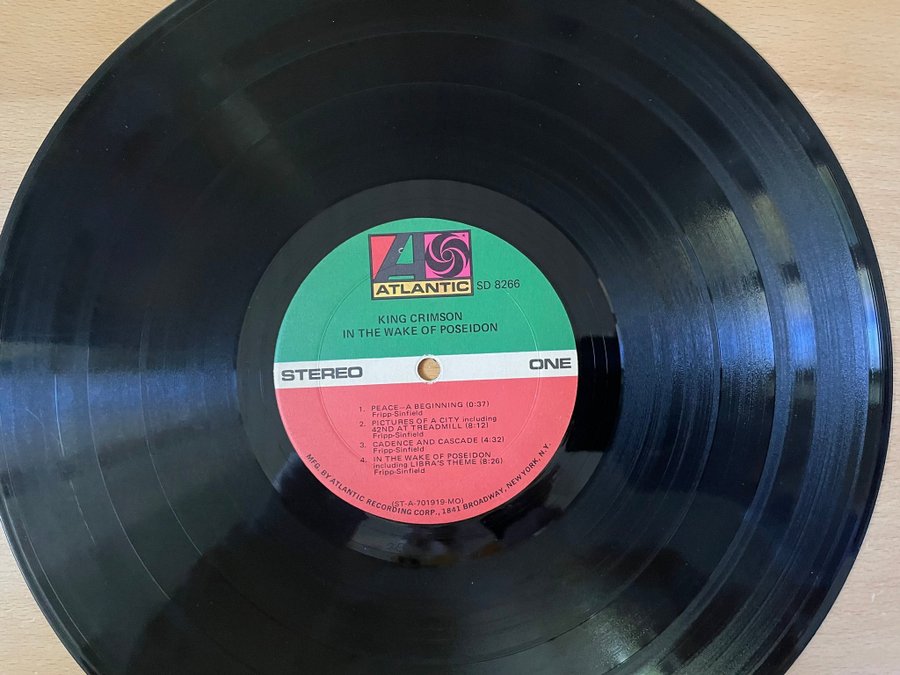 ATLANTIC
SD 8266
KING CRIMSON
IN THE WAKE OF POSEIDON
STEREO
ONE
1. PEACE—A BEGINNING (0:37)
Fripp-Sinfield
2. PICTURES OF A CITY including
42ND AT TREADMILL (8:12)
Fripp-Sinfield
3. CADENCE AND CASCADE (4:32)
Fripp-Sinfield
4. IN THE WAKE OF POSEIDON
including LIBRA'S THEME (8:26)
Fripp-Sinfield
(ST-A-701919-MO)
MFG. BY ATLANTIC RECORDING CORP., 1841 BROADWAY, NEW YORK, N.Y.